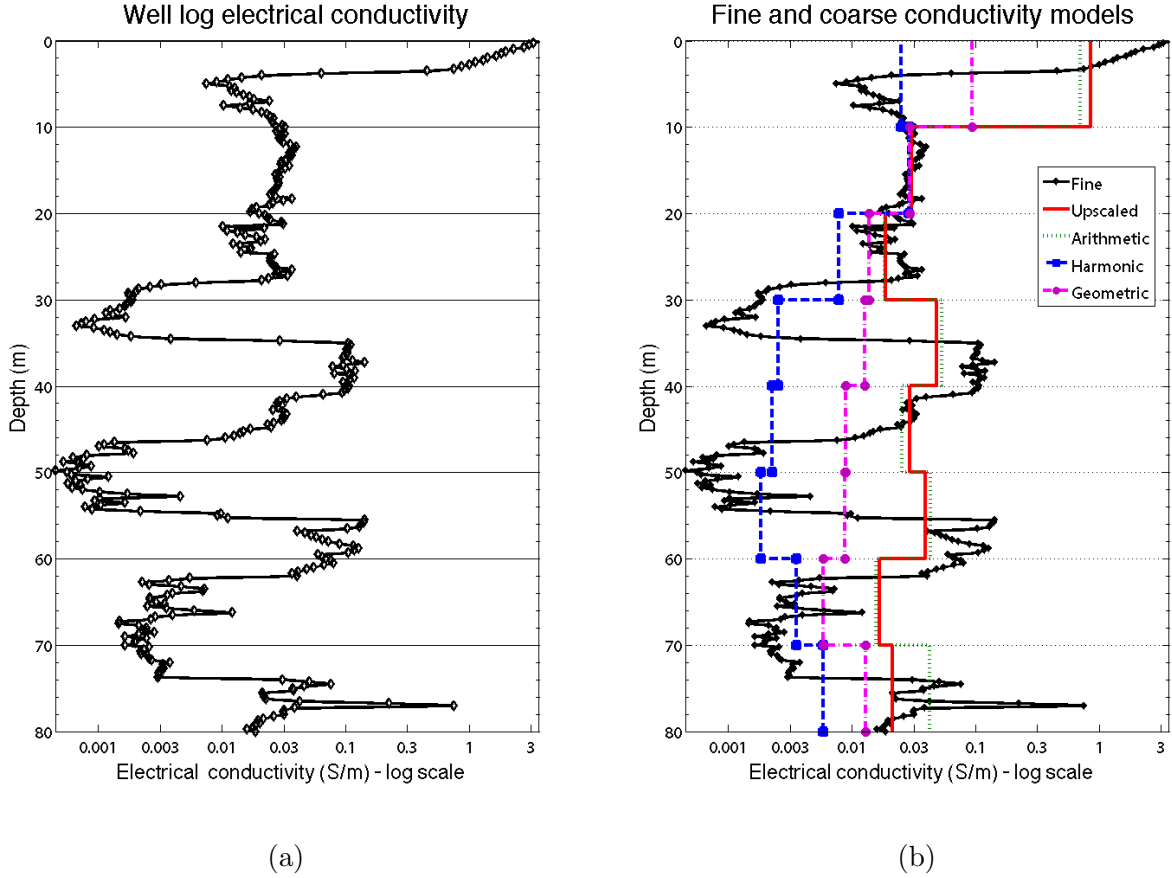 Well log electrical conductivity
0
10
20
30
40
50
60
70
80
Depth (m)
0.001 0.003 0.01 0.03 0.1 0.3 1 3
Electrical conductivity (S/m) - log scale
(a)
Fine and coarse conductivity models
0
10
20
30
40
50
60
70
80
Depth (m)
Fine
Upscaled
Arithmetic
Harmonic
Geometric
0.001 0.003 0.01 0.03 0.1 0.3 1 3
Electrical conductivity (S/m) - log scale
(b)